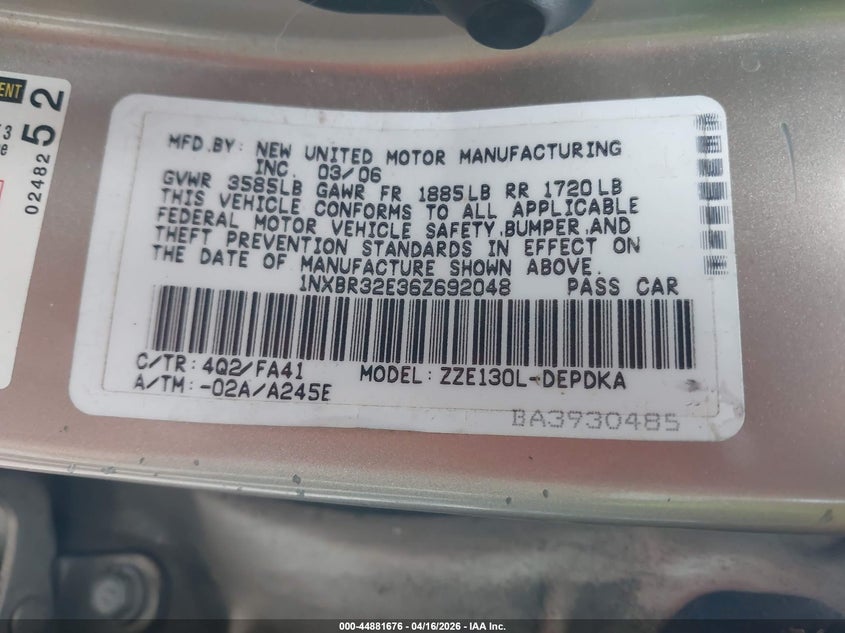 ENT
3
e
02482 52
MFD.BY: NEW UNITED MOTOR MANUFACTURING
INC. 03/06
GVWR 3585LB GAWR FR 1885LB RR 1720LB
THIS VEHICLE CONFORMS TO ALL APPLICABLE
FEDERAL MOTOR VEHICLE SAFETY,BUMPER,AND
THEFT PREVENTION STANDARDS IN EFFECT ON
THE DATE OF MANUFACTURE SHOWN ABOVE.
1NXBR32E36Z692048 PASS CAR
C/TR: 4Q2/FA41 MODEL: ZZE130L-DEPDKA
A/TM: -02A/A245E
BA3930485
000-44881676 - 04/16/2026 - IAA Inc.